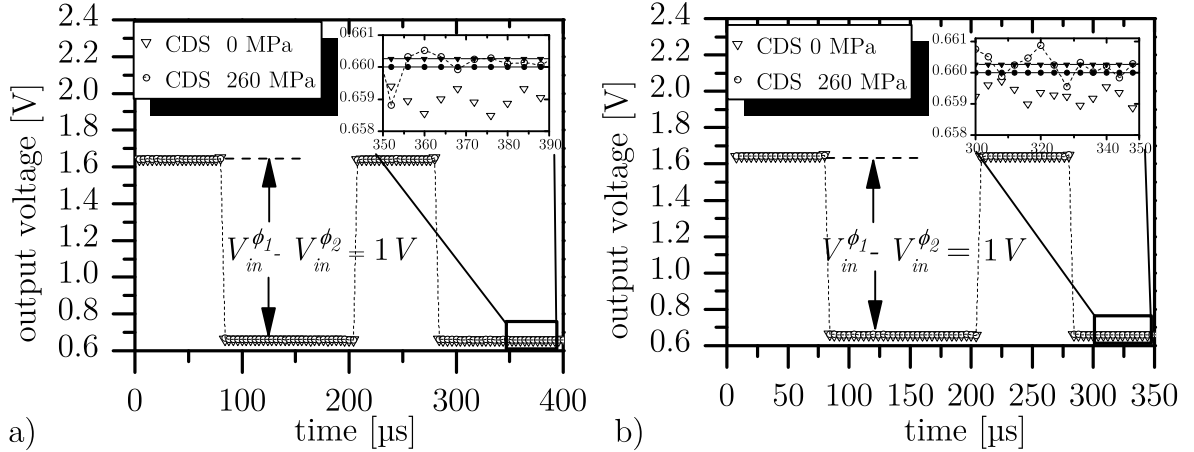 CDS 0 MPa
CDS 260 MPa
output voltage [V]
2.4
2.2
2.0
1.8
1.6
1.4
1.2
1.0
0.8
0.6
0.661
0.660
0.659
0.658
350 360 370 380 390
V_in^ϕ1 - V_in^ϕ2 = 1 V
0 100 200 300 400
time [µs]
a)
CDS 0 MPa
CDS 260 MPa
output voltage [V]
2.4
2.2
2.0
1.8
1.6
1.4
1.2
1.0
0.8
0.6
0.661
0.660
0.659
0.658
300 310 320 330 340 350
V_in^ϕ1 - V_in^ϕ2 = 1 V
0 50 100 150 200 250 300 350
time [µs]
b)